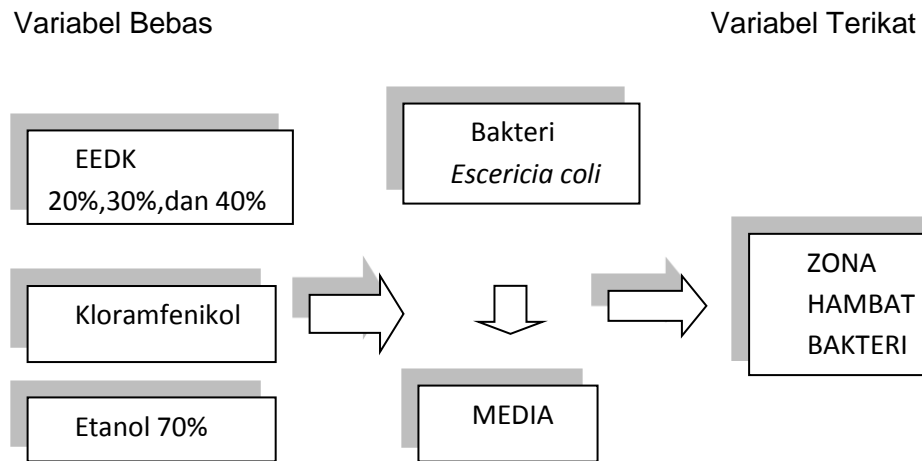 Variabel Bebas
Variabel Terikat
EEDK
20%,30%,dan 40%
Kloramfenikol
Etanol 70%
Bakteri
Escericia coli
MEDIA
ZONA
HAMBAT
BAKTERI